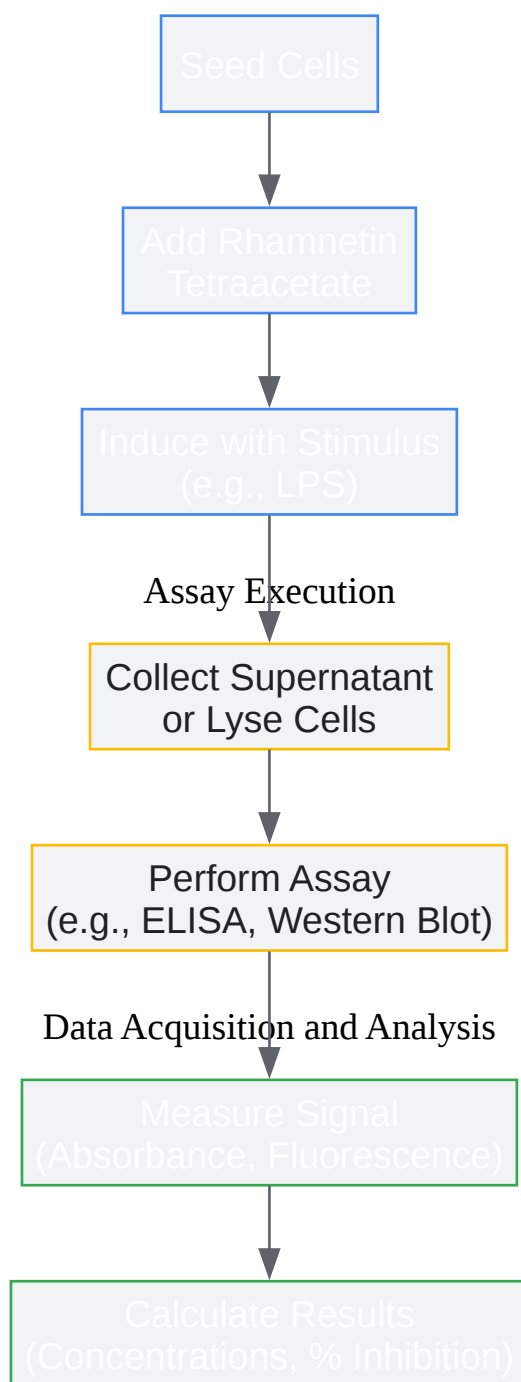 Seed Cells
Add Rhamnetin
Tetraacetate
Induce with Stimulus
(e.g., LPS)
Assay Execution
Collect Supernatant
or Lyse Cells
Perform Assay
(e.g., ELISA, Western Blot)
Data Acquisition and Analysis
Measure Signal
(Absorbance, Fluorescence)
Calculate Results
(Concentrations, % Inhibition)